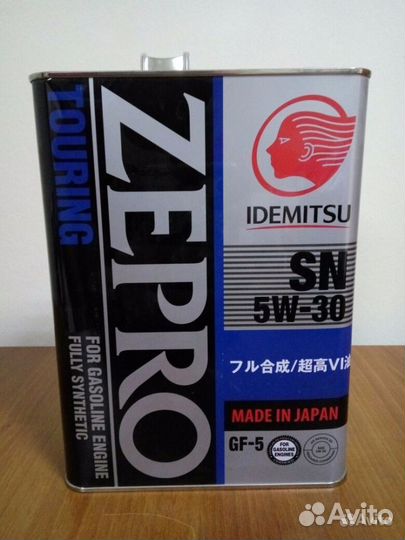 TOURING
ZEPRO
FOR GASOLINE ENGINE
FULLY SYNTHETIC
IDEMITSU
SN
5W-30
フル合成/超高VI油
MADE IN JAPAN
GF-5
FOR
GASOLINE
ENGINES
Avito